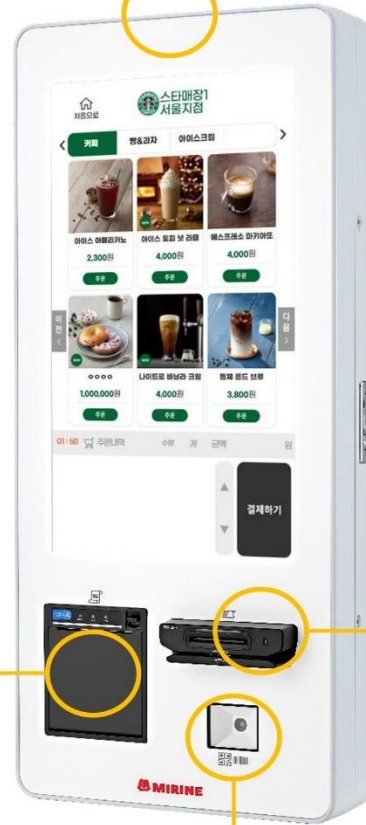 처음으로
스타매장1
서울지점
커피 빵&과자 아이스크림
아이스 아메리카노 아이스 토피 넛 라떼 에스프레소 마키아또
2,300원 4,000원 4,000원
주문 주문 주문
이전 다음
ㅇㅇㅇㅇ 나이트로 바닐라 크림 돌체 콜드 브루
1,000,000원 4,000원 3,800원
주문 주문 주문
01:50 주문내역 수량 개 금액 원
결제하기
MIRINE